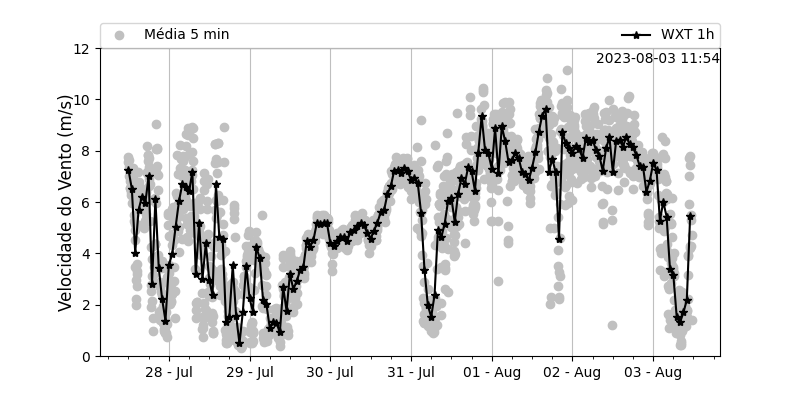 Média 5 min
WXT 1h
2023-08-03 11:54
Velocidade do Vento (m/s)
12
10
8
6
4
2
0
28 - Jul
29 - Jul
30 - Jul
31 - Jul
01 - Aug
02 - Aug
03 - Aug